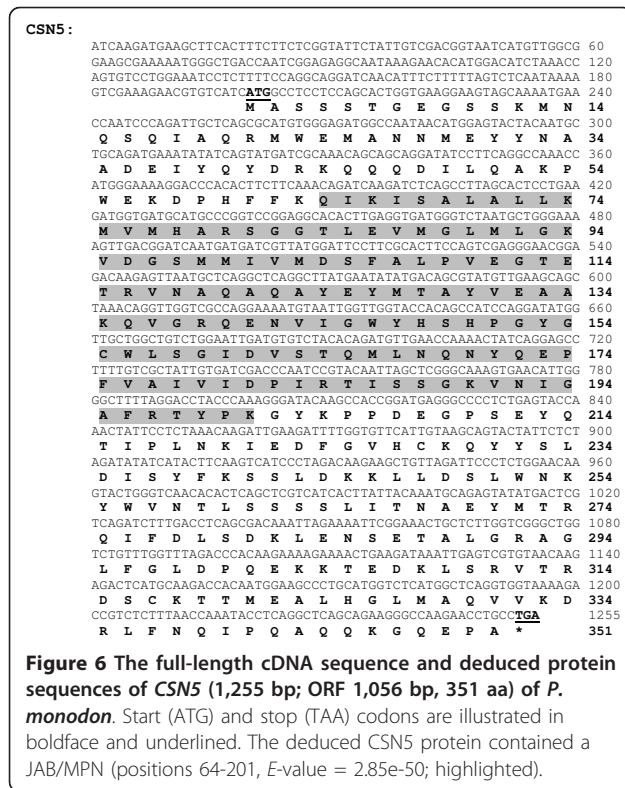 CSN5:
ATCAAGATGAAGCTTCACTTTCTTCTCGGTATTCTATTGTCGACGGTAATCATGTTGGCG 60
GAAGCGAAAAATGGGCTGACCAATCGGAGAGGCAATAAAGAACACATGGACATCTAAACC 120
AGTGTCCTGGAAATCCTCTTTTCCAGGCAGGATCAACATTTCTTTTTAGTCTCAATAAAA 180
GTCGAAAGAACGTGTCATCATGGCCTCCTCCAGCACTGGTGAAGGAAGTAGCAAAATGAA 240
M A S S S T G E G S S K M N 14
CCAATCCCAGATTGCTCAGCGCATGTGGGAGATGGCCAATAACATGGAGTACTACAATGC 300
Q S Q I A Q R M W E M A N N M E Y Y N A 34
TGCAGATGAAATATATCAGTATGATCGCAAACAGCAGCAGGATATCCTTCAGGCCAAACC 360
A D E I Y Q Y D R K Q Q Q D I L Q A K P 54
ATGGGAAAAGGACCCACACTTCTTCAAACAGATCAAGATCTCAGCCTTAGCACTCCTGAA 420
W E K D P H F F K Q I K I S A L A L L K 74
GATGGTGATGCATGCCCGGTCCGGAGGCACACTTGAGGTGATGGGTCTAATGCTGGGAAA 480
M V M H A R S G G T L E V M G L M L G K 94
AGTTGACGGATCAATGATGATCGTTATGGATTCCTTCGCACTTCCAGTCGAGGGAACGGA 540
V D G S M M I V M D S F A L P V E G T E 114
GACAAGAGTTAATGCTCAGGCTCAGGCTTATGAATATATGACAGCGTATGTTGAAGCAGC 600
T R V N A Q A Q A Y E Y M T A Y V E A A 134
TAAACAGGTTGGTCGCCAGGAAAATGTAATTGGTTGGTACCACAGCCATCCAGGATATGG 660
K Q V G R Q E N V I G W Y H S H P G Y G 154
TTGCTGGCTGTCTGGAATTGATGTGTCTACACAGATGTTGAACCAAAACTATCAGGAGCC 720
C W L S G I D V S T Q M L N Q N Y Q E P 174
TTTTGTCGCTATTGTGATCGACCCAATCCGTACAATTAGCTCGGGCAAAGTGAACATTGG 780
F V A I V I D P I R T I S S G K V N I G 194
GGCTTTTAGGACCTACCCAAAGGGATACAAGCCACCGGATGAGGGCCCCTCTGAGTACCA 840
A F R T Y P K G Y K P P D E G P S E Y Q 214
AACTATTCCTCTAAACAAGATTGAAGATTTTGGTGTTCATTGTAAGCAGTACTATTCTCT 900
T I P L N K I E D F G V H C K Q Y Y S L 234
AGATATATCATACTTCAAGTCATCCCTAGACAAGAAGCTGTTAGATTCCCTCTGGAACAA 960
D I S Y F K S S L D K K L L D S L W N K 254
GTACTGGGTCAACACACTCAGCTCGTCATCACTTATTACAAATGCAGAGTATATGACTCG 1020
Y W V N T L S S S S L I T N A E Y M T R 274
TCAGATCTTTGACCTCAGCGACAAATTAGAAAATTCGGAAACTGCTCTTGGTCGGGCTGG 1080
Q I F D L S D K L E N S E T A L G R A G 294
TCTGTTTGGTTTAGACCCACAAGAAAAGAAAACTGAAGATAAATTGAGTCGTGTAACAAG 1140
L F G L D P Q E K K T E D K L S R V T R 314
AGACTCATGCAAGACCACAATGGAAGCCCTGCATGGTCTCATGGCTCAGGTGGTAAAAGA 1200
D S C K T T M E A L H G L M A Q V V K D 334
CCGTCTCTTTAACCAAATACCTCAGGCTCAGCAGAAGGGCCAAGAACCTGCCTGA 1255
R L F N Q I P Q A Q Q K G Q E P A * 351
Figure 6 The full-length cDNA sequence and deduced protein
sequences of CSN5 (1,255 bp; ORF 1,056 bp, 351 aa) of P.
monodon. Start (ATG) and stop (TAA) codons are illustrated in
boldface and underlined. The deduced CSN5 protein contained a
JAB/MPN (positions 64-201, E-value = 2.85e-50; highlighted).